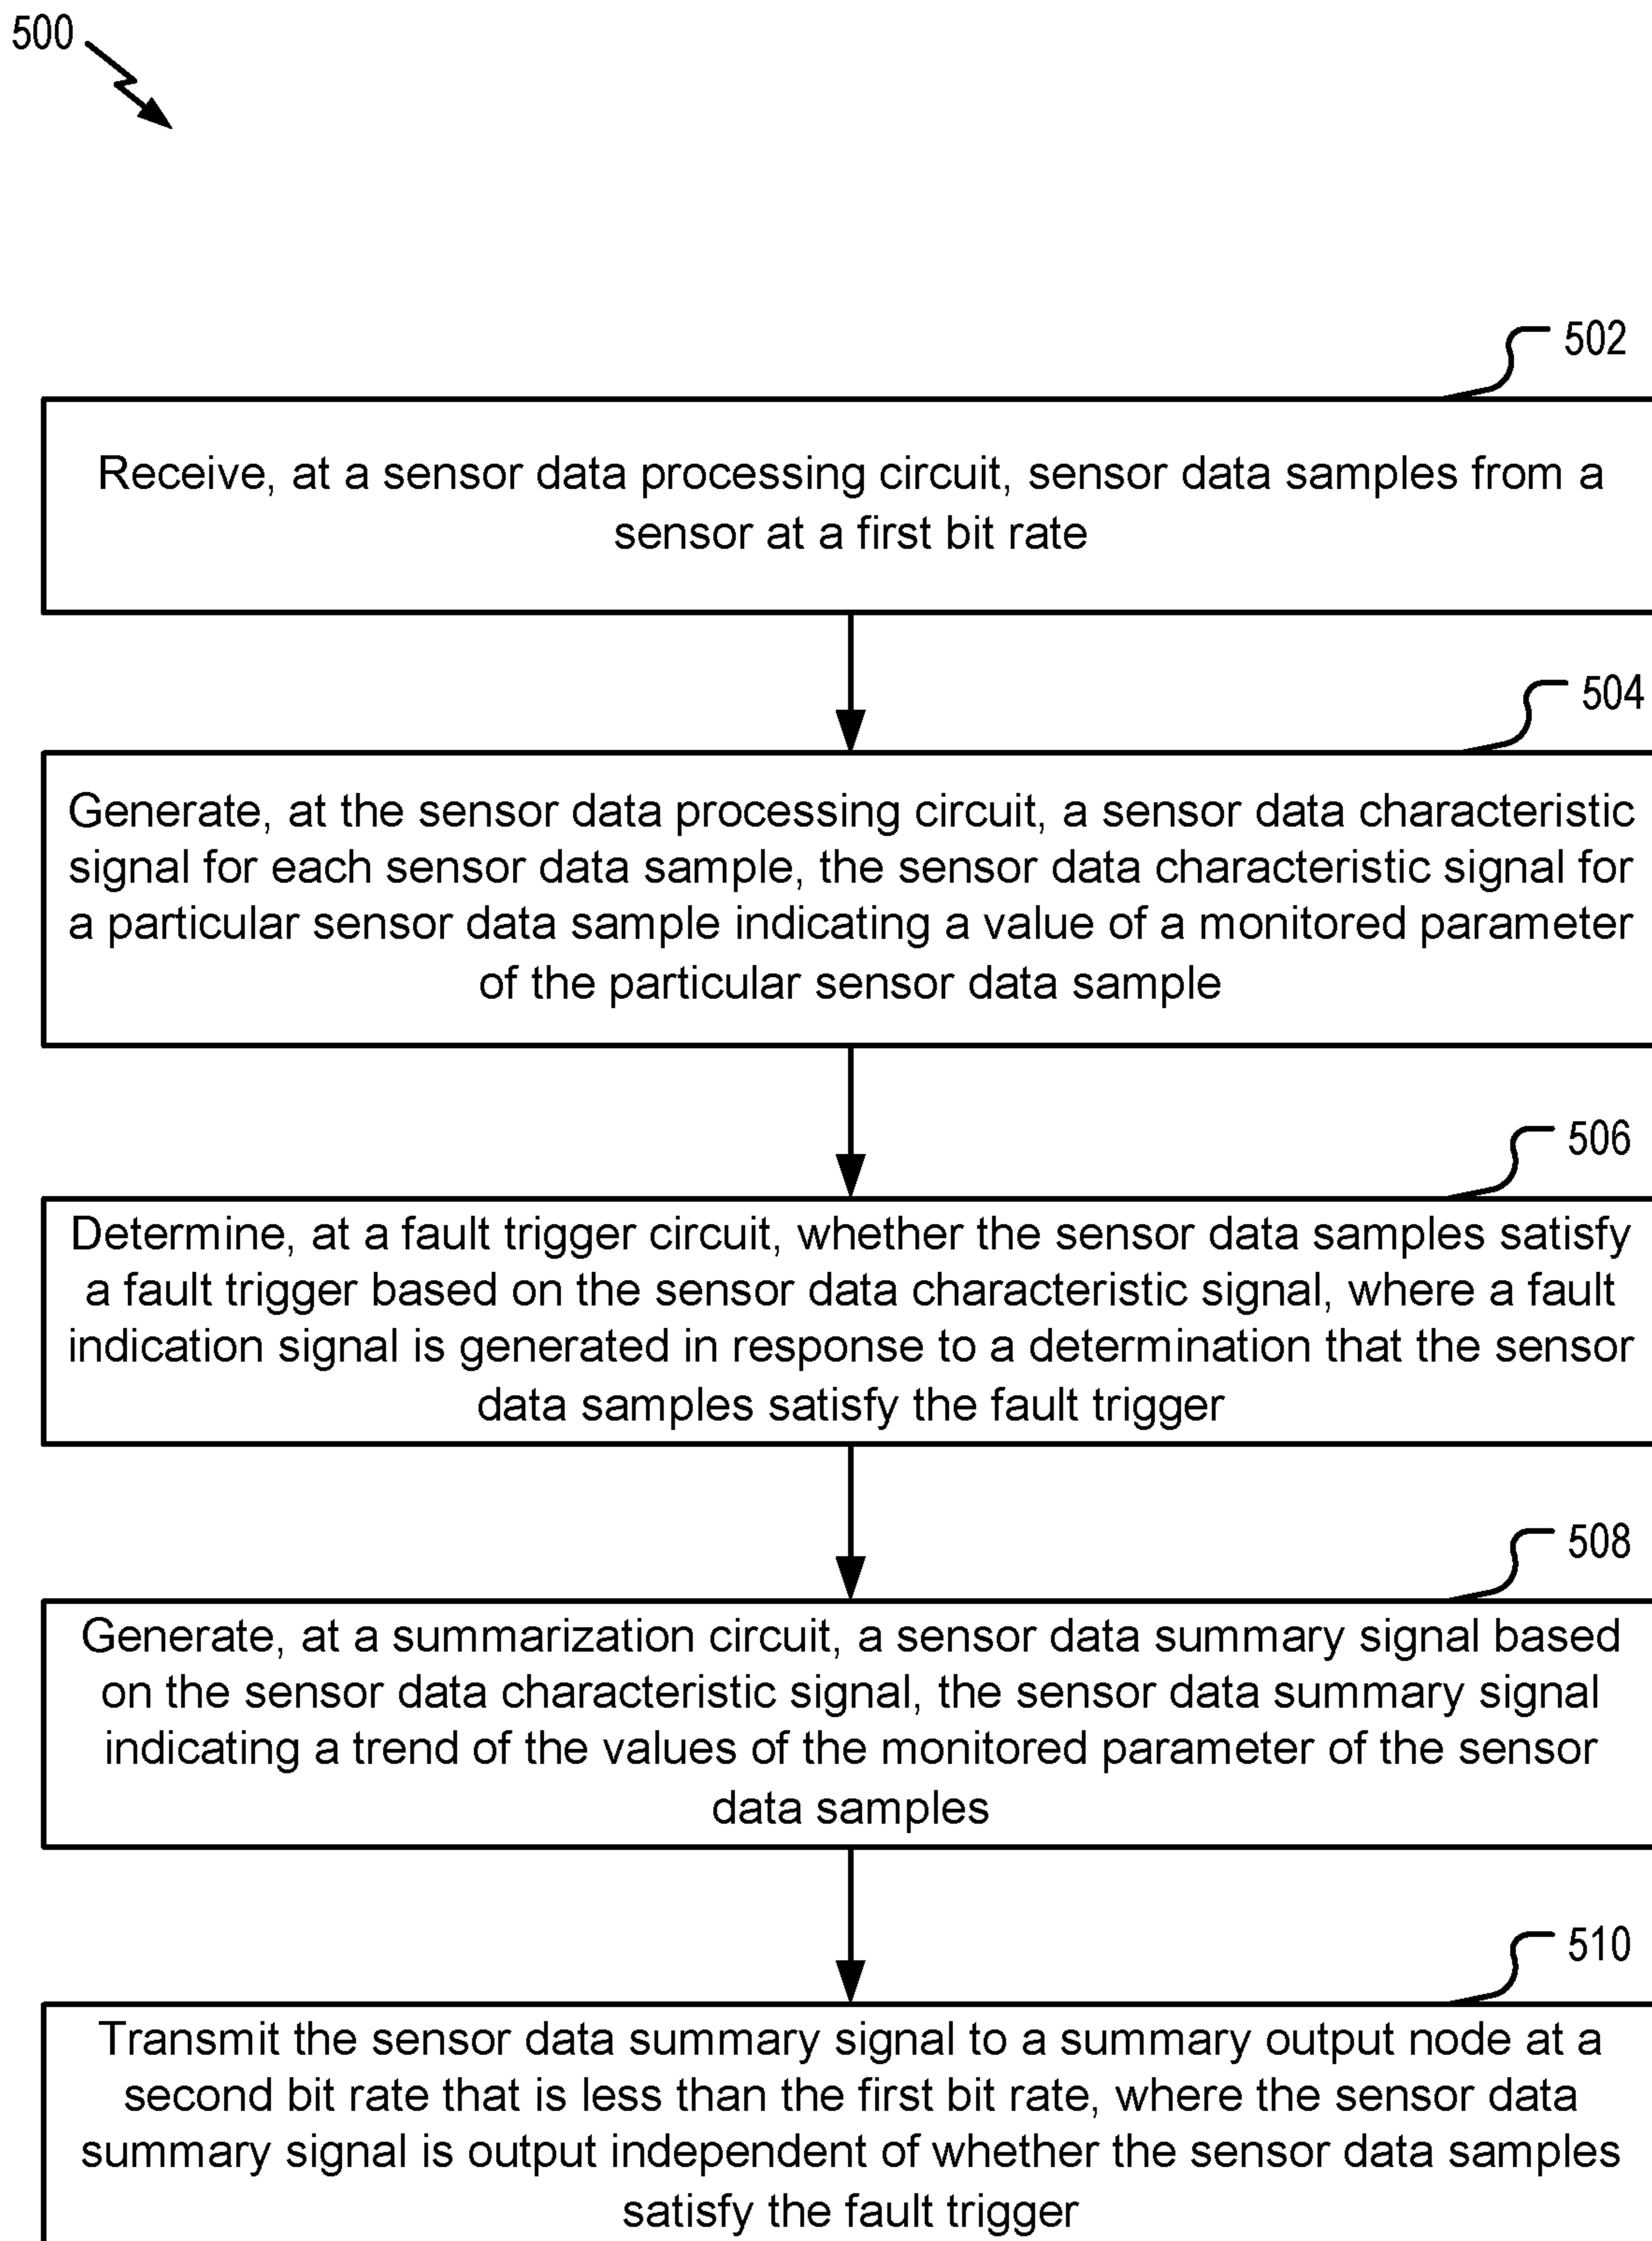 500
502
Receive, at a sensor data processing circuit, sensor data samples from a
sensor at a first bit rate
504
Generate, at the sensor data processing circuit, a sensor data characteristic
signal for each sensor data sample, the sensor data characteristic signal for
a particular sensor data sample indicating a value of a monitored parameter
of the particular sensor data sample
506
Determine, at a fault trigger circuit, whether the sensor data samples satisfy
a fault trigger based on the sensor data characteristic signal, where a fault
indication signal is generated in response to a determination that the sensor
data samples satisfy the fault trigger
508
Generate, at a summarization circuit, a sensor data summary signal based
on the sensor data characteristic signal, the sensor data summary signal
indicating a trend of the values of the monitored parameter of the sensor
data samples
510
Transmit the sensor data summary signal to a summary output node at a
second bit rate that is less than the first bit rate, where the sensor data
summary signal is output independent of whether the sensor data samples
satisfy the fault trigger